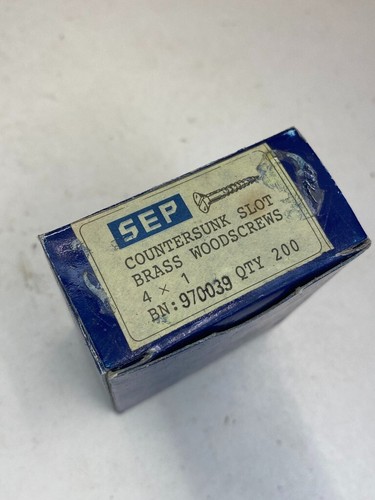 SEP
COUNTERSUNK SLOT
BRASS WOODSCREWS
4 × 1
BN: 970039 QTY 200